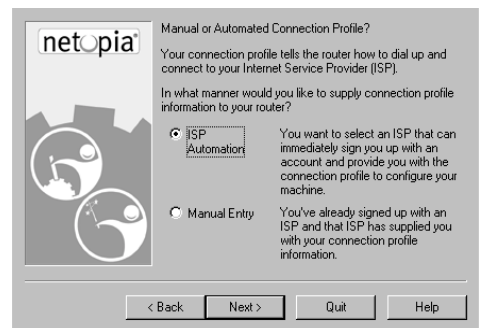 netopia
Manual or Automated Connection Profile?
Your connection profile tells the router how to dial up and
connect to your Internet Service Provider (ISP).
In what manner would you like to supply connection profile
information to your router?
ISP
Automation
You want to select an ISP that can
immediately sign you up with an
account and provide you with the
connection profile to configure your
machine.
Manual Entry
You've already signed up with an
ISP and that ISP has supplied you
with your connection profile
information.
< Back
Next >
Quit
Help